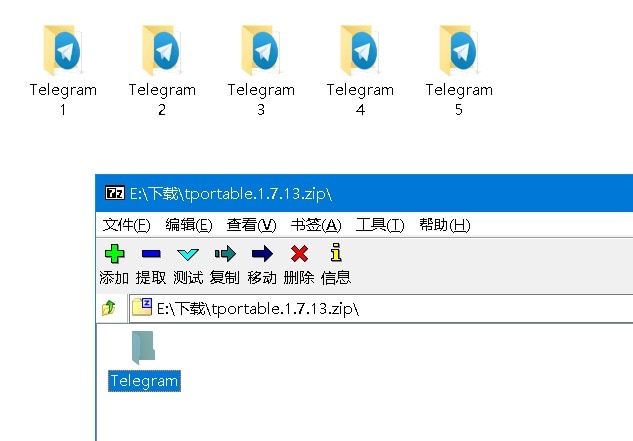 Telegram Telegram Telegram Telegram Telegram
1 2 3 4 5
7z E:\下载\tportable.1.7.13.zip\
文件(F) 编辑(E) 查看(V) 书签(A) 工具(T) 帮助(H)
添加 提取 测试 复制 移动 删除 信息
E:\下载\tportable.1.7.13.zip\
Telegram